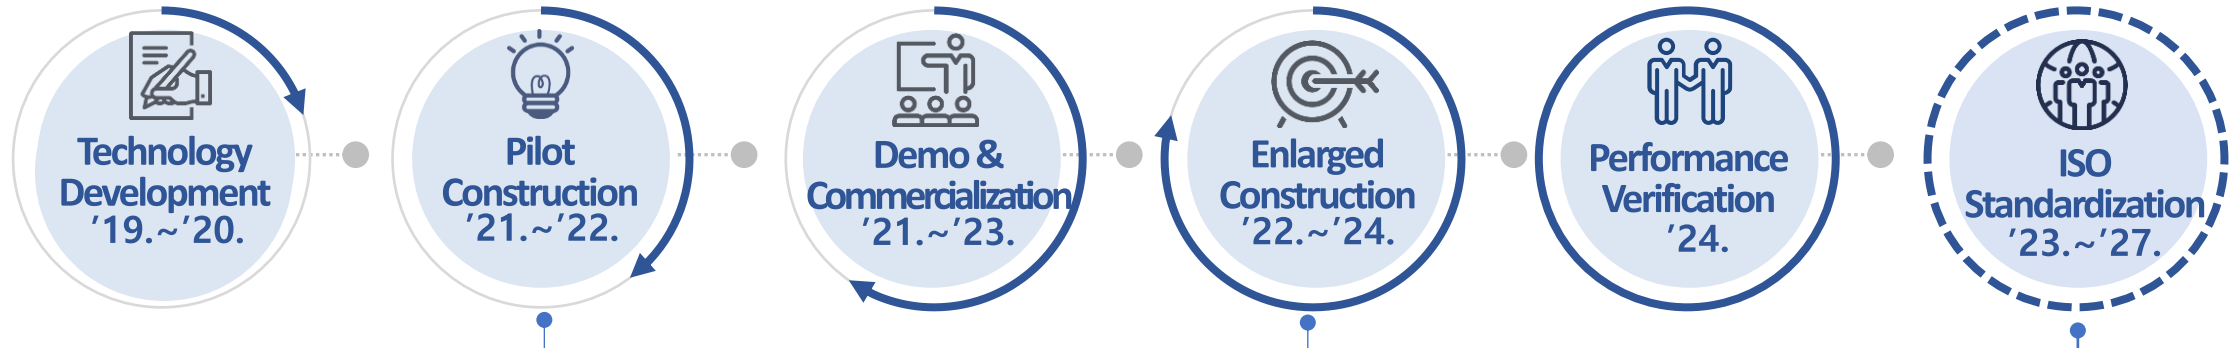 Technology
Development
’19.~’20.
Pilot
Construction
’21.~’22.
Demo &
Commercialization
’21.~’23.
Enlarged
Construction
’22.~’24.
Performance
Verification
’24.
ISO
Standardization
’23.~’27.